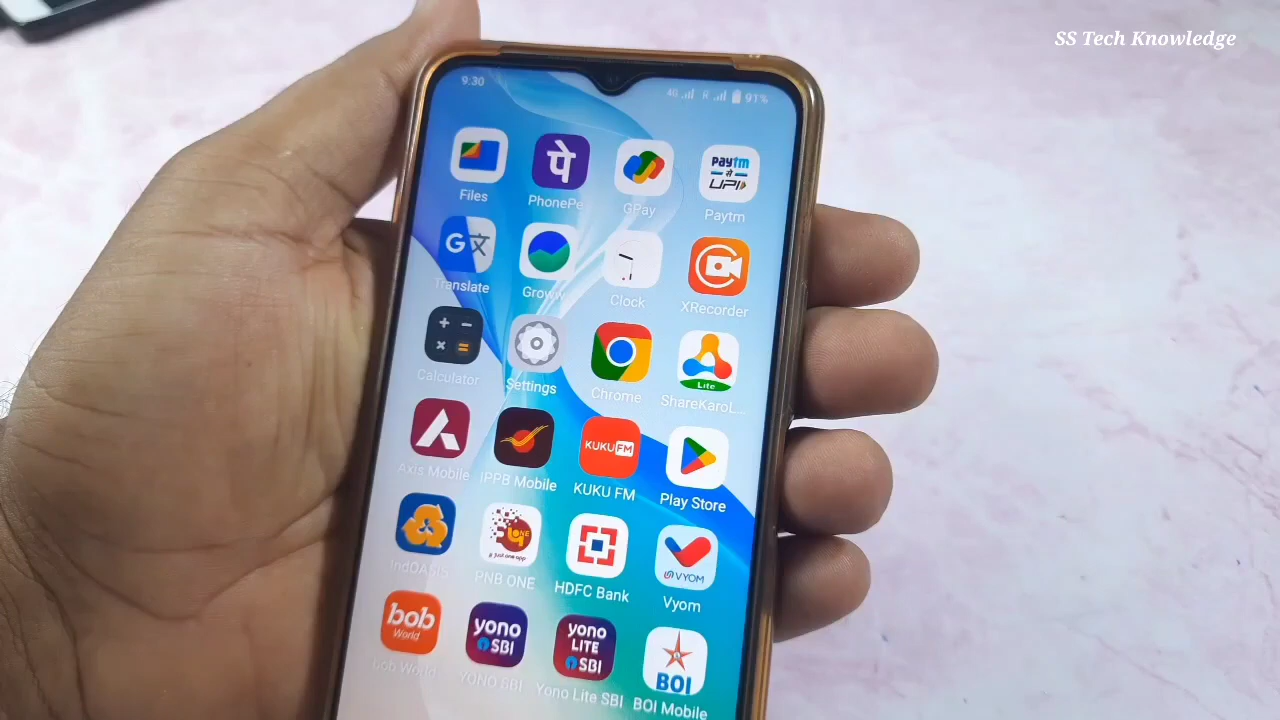 SS Tech Knowledge
9.30 4G R 91%
पे
Paytm
UPI
Files PhonePe GPay Paytm
G
Translate Groww Clock XRecorder
Lite
Calculator Settings Chrome ShareKaroL...
KUKU FM
Axis Mobile IPPB Mobile KUKU FM Play Store
ONE
VYOM
IndOASIS PNB ONE HDFC Bank Vyom
bob World
yono SBI
yono LITE SBI
BOI
bob World YONO SBI Yono Lite SBI BOI Mobile